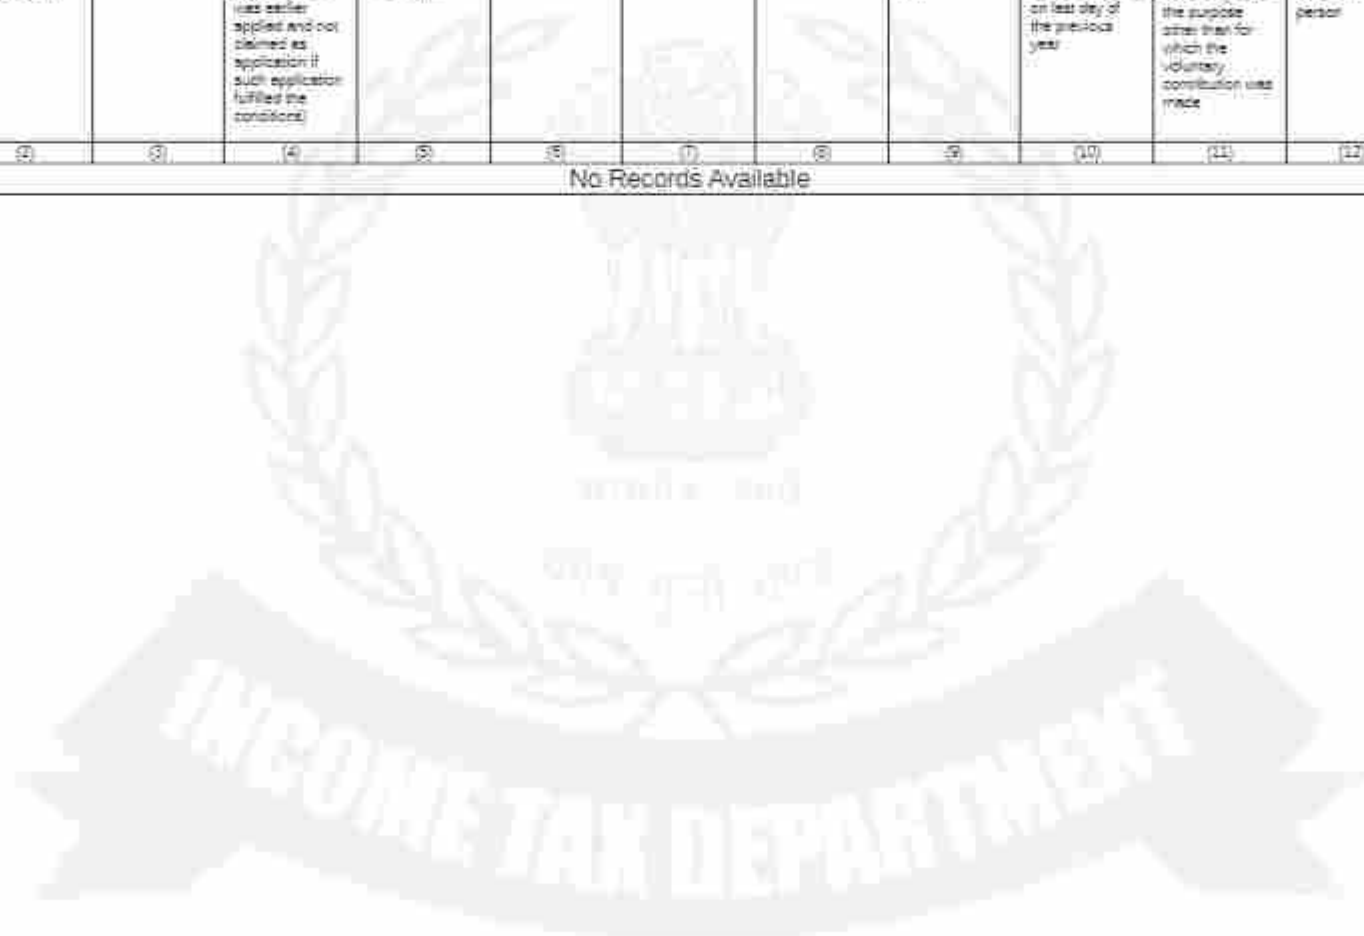 was earlier
applied and not
claimed as
application if
such application
fulfilled the
conditions)
on last day of
the previous
year
the purpose
other than for
which the
voluntary
contribution was
made
person
(2) (3) (4) (5) (6) (7) (8) (9) (10) (11) (12
No Records Available
INCOME TAX DEPARTMENT